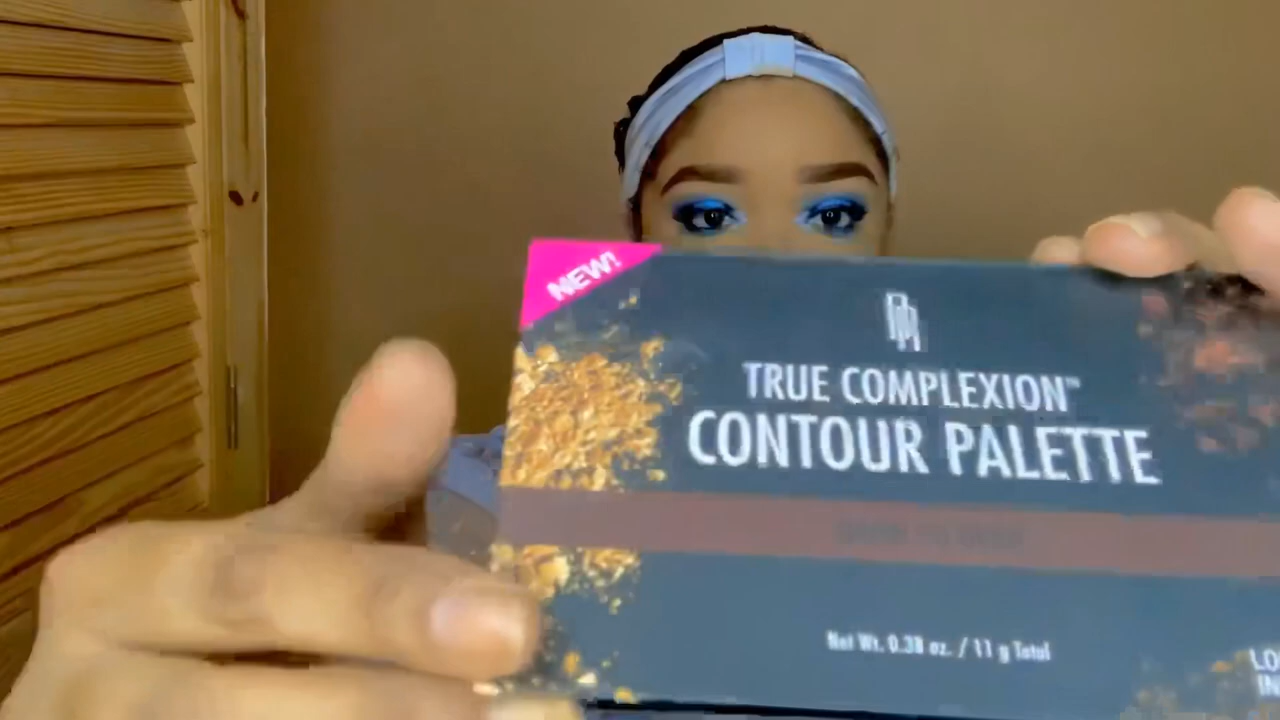 NEW!
TRUE COMPLEXION™
CONTOUR PALETTE
Net Wt. 0.38 oz. / 11 g Total